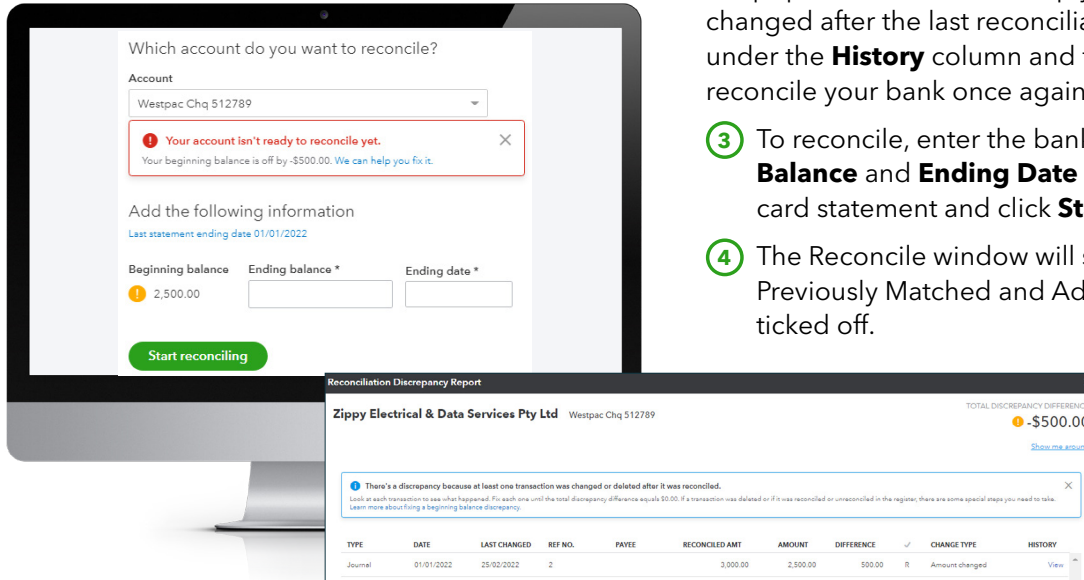 Which account do you want to reconcile?
Account
Westpac Chq 512789
Your account isn't ready to reconcile yet.
Your beginning balance is off by -$500.00. We can help you fix it.
Add the following information
Last statement ending date 01/01/2022
Beginning balance Ending balance * Ending date *
2,500.00
Start reconciling
changed after the last reconcilia
under the History column and
reconcile your bank once again
3 To reconcile, enter the bank
Balance and Ending Date
card statement and click St
4 The Reconcile window will s
Previously Matched and Ad
ticked off.
Reconciliation Discrepancy Report
Zippy Electrical & Data Services Pty Ltd Westpac Chq 512789
TOTAL DISCREPANCY DIFFERENC
-$500.00
Show me aroun
There's a discrepancy because at least one transaction was changed or deleted after it was reconciled.
Look at each transaction to see what happened. Fix each one until the total discrepancy difference equals $0.00. If a transaction was deleted or if it was reconciled or unreconciled in the register, there are some special steps you need to take.
Learn more about fixing a beginning balance discrepancy.
TYPE DATE LAST CHANGED REF NO. PAYEE RECONCILED AMT AMOUNT DIFFERENCE ✓ CHANGE TYPE HISTORY
Journal 01/01/2022 25/02/2022 2 3,000.00 2,500.00 500.00 R Amount changed View